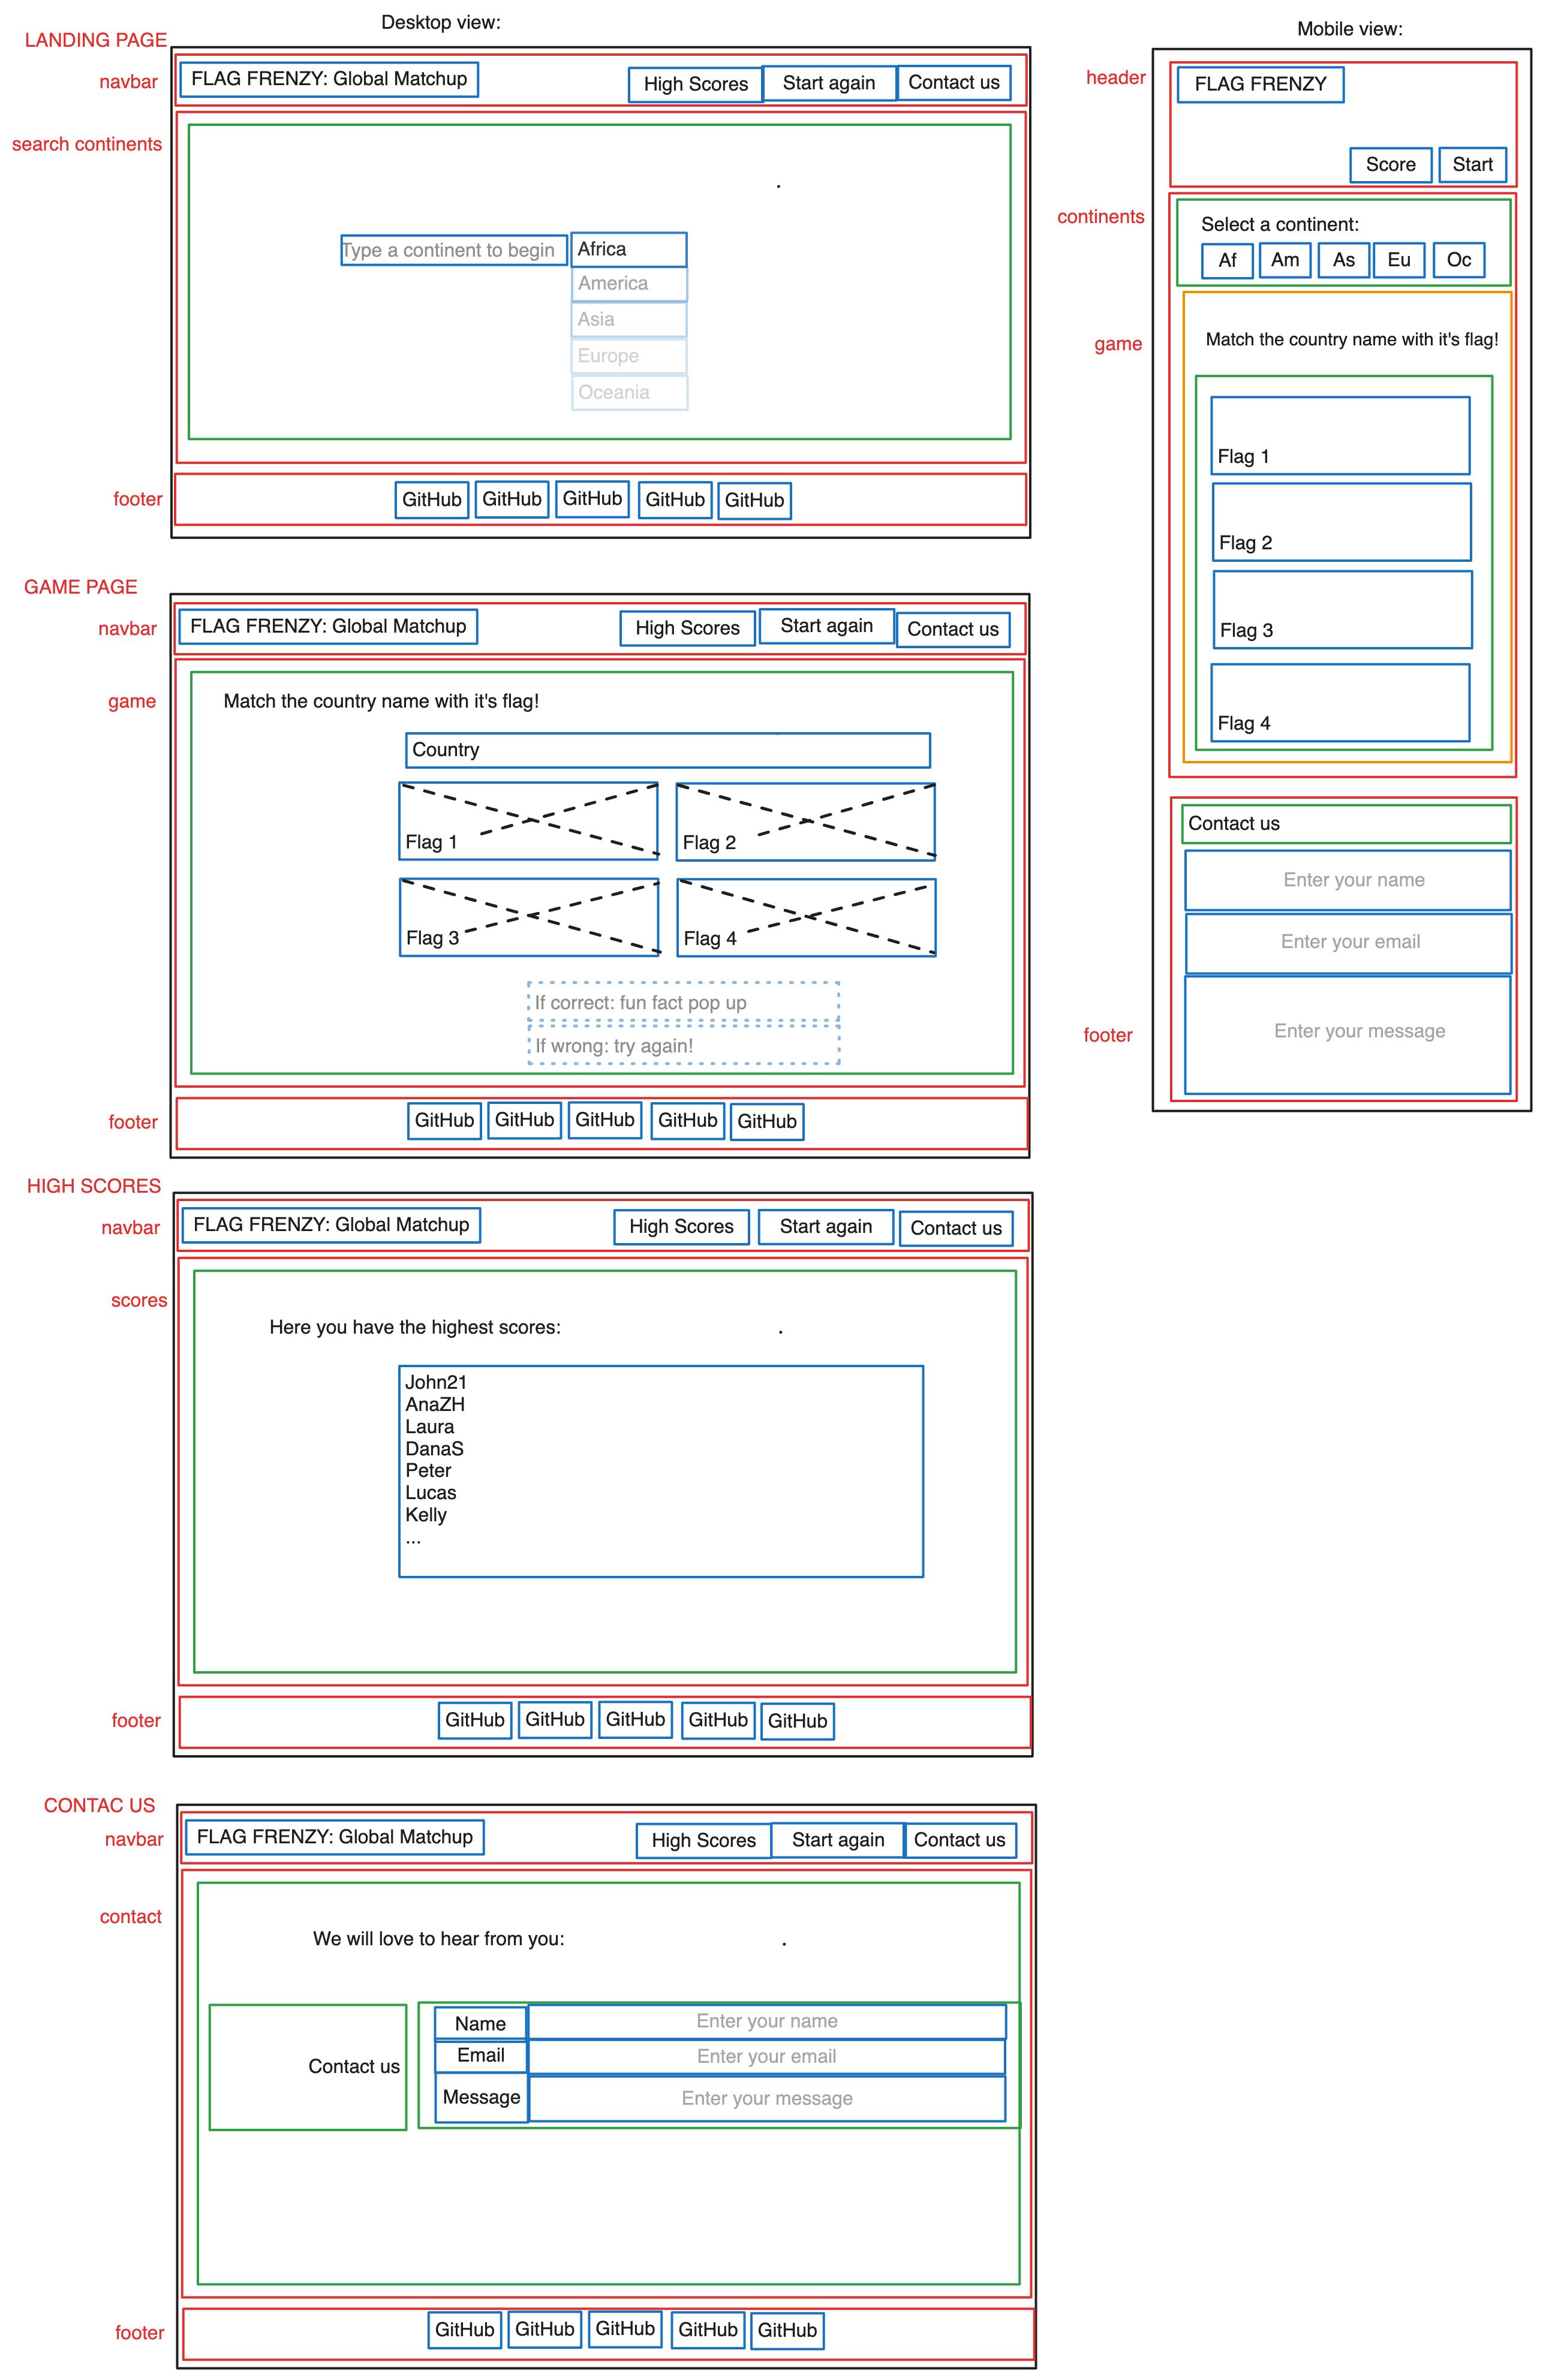 Desktop view:
LANDING PAGE
navbar
FLAG FRENZY: Global Matchup
High Scores
Start again
Contact us
search continents
Type a continent to begin
Africa
America
Asia
Europe
Oceania
footer
GitHub
GitHub
GitHub
GitHub
GitHub
GAME PAGE
navbar
FLAG FRENZY: Global Matchup
High Scores
Start again
Contact us
game
Match the country name with it's flag!
Country
Flag 1
Flag 2
Flag 3
Flag 4
If correct: fun fact pop up
If wrong: try again!
footer
GitHub
GitHub
GitHub
GitHub
GitHub
HIGH SCORES
navbar
FLAG FRENZY: Global Matchup
High Scores
Start again
Contact us
scores
Here you have the highest scores:
John21
AnaZH
Laura
DanaS
Peter
Lucas
Kelly
...
footer
GitHub
GitHub
GitHub
GitHub
GitHub
CONTAC US
navbar
FLAG FRENZY: Global Matchup
High Scores
Start again
Contact us
contact
We will love to hear from you:
Contact us
Name
Enter your name
Email
Enter your email
Message
Enter your message
footer
GitHub
GitHub
GitHub
GitHub
GitHub
Mobile view:
header
FLAG FRENZY
Score
Start
continents
Select a continent:
Af
Am
As
Eu
Oc
game
Match the country name with it's flag!
Flag 1
Flag 2
Flag 3
Flag 4
Contact us
Enter your name
Enter your email
Enter your message
footer